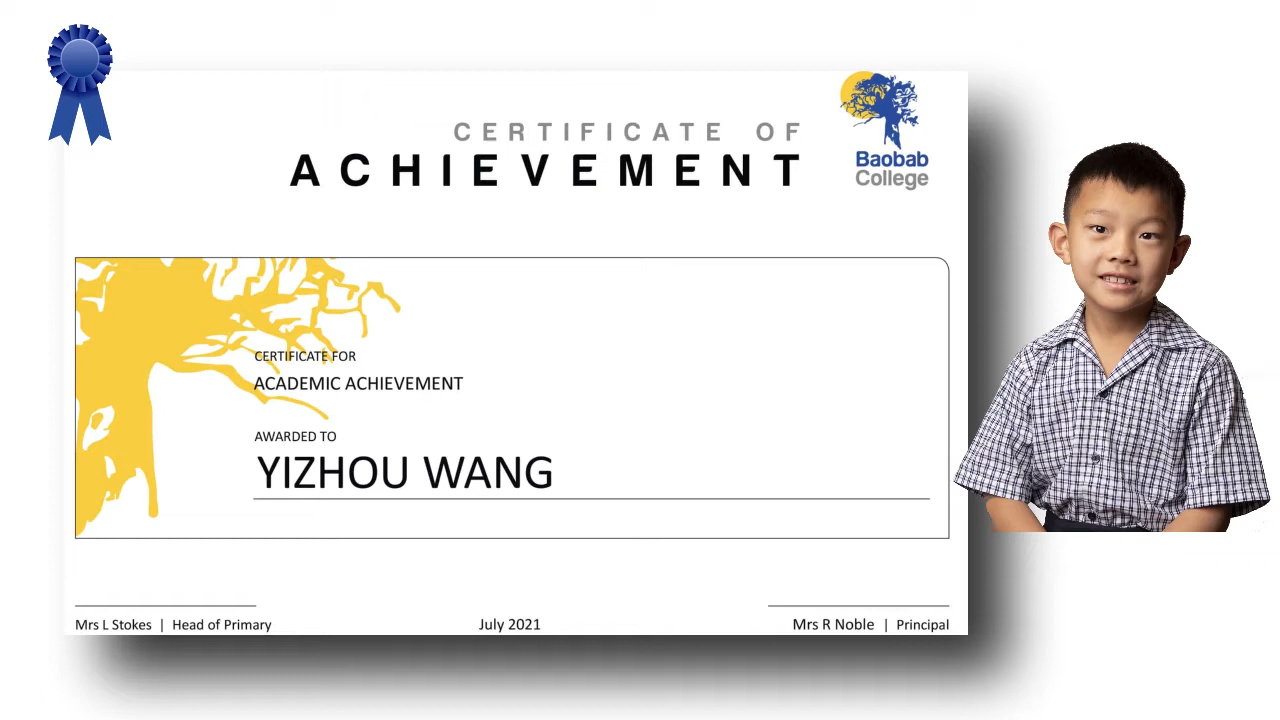 CERTIFICATE OF
ACHIEVEMENT
Baobab
College
CERTIFICATE FOR
ACADEMIC ACHIEVEMENT
AWARDED TO
YIZHOU WANG
Mrs L Stokes | Head of Primary
July 2021
Mrs R Noble | Principal